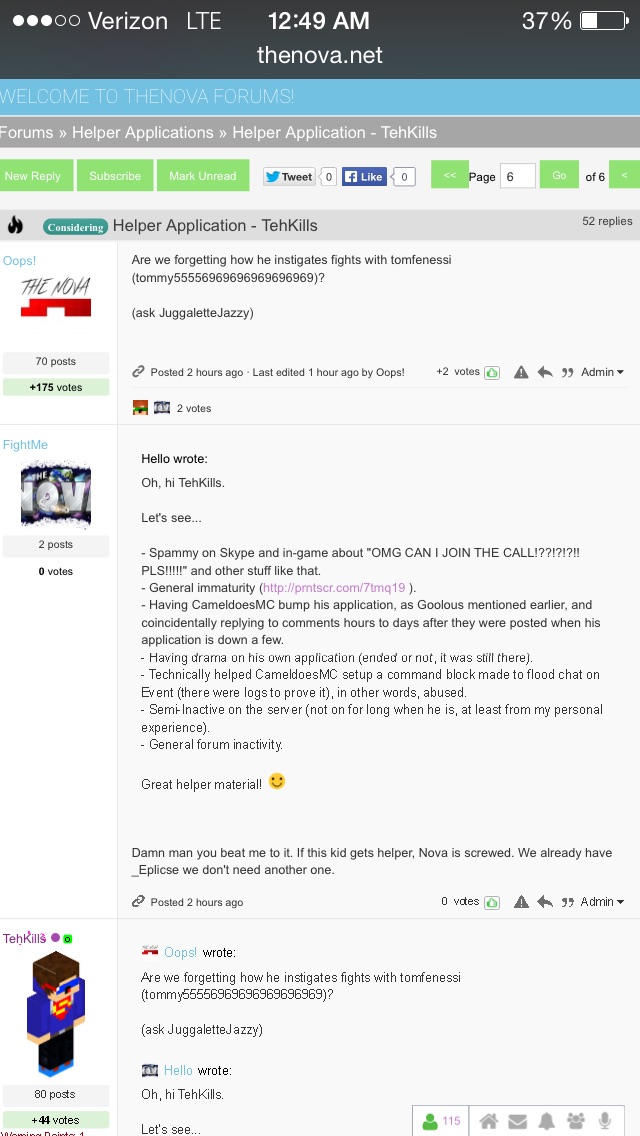 Verizon LTE 12:49 AM 37%
thenova.net
WELCOME TO THENOVA FORUMS!
Forums » Helper Applications » Helper Application - TehKills
New Reply Subscribe Mark Unread Tweet 0 Like 0 << Page 6 Go of 6 <
Considering Helper Application - TehKills 52 replies
Oops!
THE NOVA
70 posts
+175 votes
Are we forgetting how he instigates fights with tomfenessi
(tommy55556969696969696969)?
(ask JuggaletteJazzy)
Posted 2 hours ago · Last edited 1 hour ago by Oops! +2 votes Admin
2 votes
FightMe
2 posts
0 votes
Hello wrote:
Oh, hi TehKills.
Let's see...
- Spammy on Skype and in-game about "OMG CAN I JOIN THE CALL!??!?!?!!
PLS!!!!!" and other stuff like that.
- General immaturity (http://prntscr.com/7tmq19 ).
- Having CameldoesMC bump his application, as Goolous mentioned earlier, and
coincidentally replying to comments hours to days after they were posted when his
application is down a few.
- Having drama on his own application (ended or not, it was still there).
- Technically helped CameldoesMC setup a command block made to flood chat on
Event (there were logs to prove it), in other words, abused.
- Semi-Inactive on the server (not on for long when he is, at least from my personal
experience).
- General forum inactivity.
Great helper material!
Damn man you beat me to it. If this kid gets helper, Nova is screwed. We already have
_Eplicse we don't need another one.
Posted 2 hours ago 0 votes Admin
TehKills
80 posts
+44 votes
Warning Points: 1
Oops! wrote:
Are we forgetting how he instigates fights with tomfenessi
(tommy55556969696969696969)?
(ask JuggaletteJazzy)
Hello wrote:
Oh, hi TehKills.
Let's see...
115